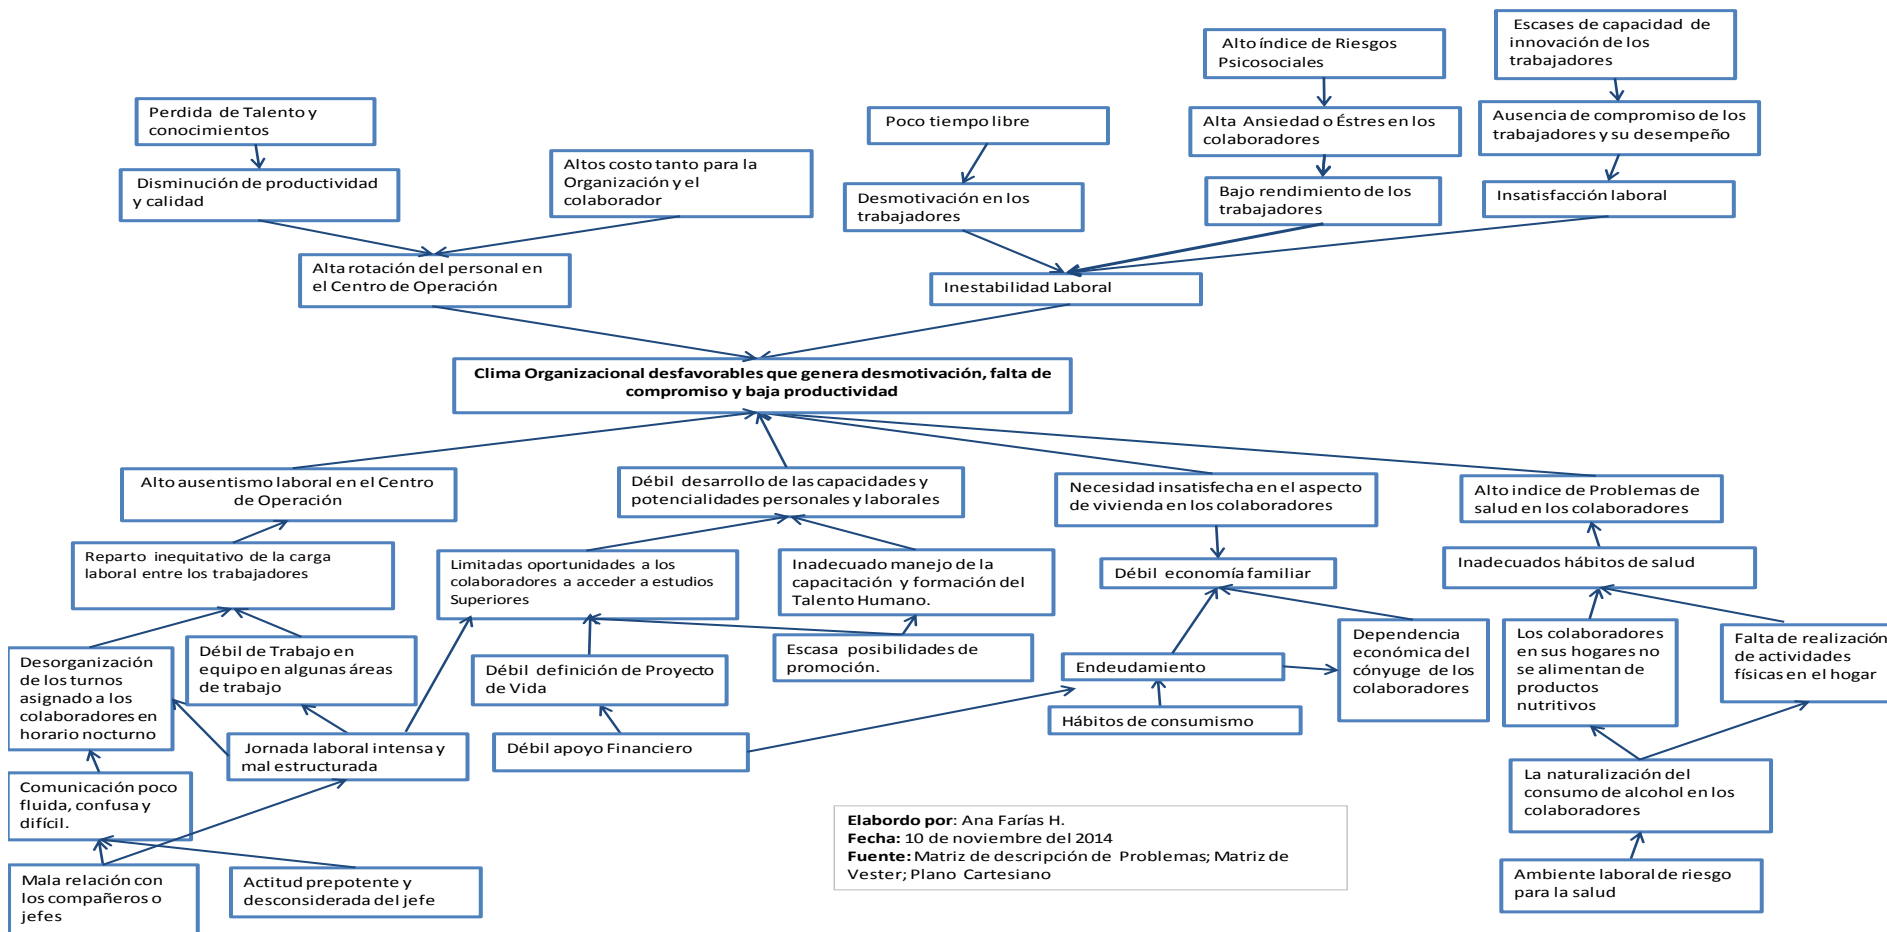 Escases de capacidad de
innovación de los
trabajadores
Alto índice de Riesgos
Psicosociales
Perdida de Talento y
conocimientos
Poco tiempo libre
Alta Ansiedad o Éstres en los
colaboradores
Ausencia de compromiso de los
trabajadores y su desempeño
Altos costo tanto para la
Organización y el
colaborador
Disminución de productividad
y calidad
Desmotivación en los
trabajadores
Bajo rendimiento de los
trabajadores
Insatisfacción laboral
Alta rotación del personal en
el Centro de Operación
Inestabilidad Laboral
Clima Organizacional desfavorables que genera desmotivación, falta de
compromiso y baja productividad
Alto ausentismo laboral en el Centro
de Operación
Débil desarrollo de las capacidades y
potencialidades personales y laborales
Necesidad insatisfecha en el aspecto
de vivienda en los colaboradores
Alto indice de Problemas de
salud en los colaboradores
Reparto inequitativo de la carga
laboral entre los trabajadores
Limitadas oportunidades a los
colaboradores a acceder a estudios
Superiores
Inadecuado manejo de la
capacitación y formación del
Talento Humano.
Débil economía familiar
Inadecuados hábitos de salud
Desorganización
de los turnos
asignado a los
colaboradores en
horario nocturno
Débil de Trabajo en
equipo en algunas áreas
de trabajo
Débil definición de Proyecto
de Vida
Escasa posibilidades de
promoción.
Endeudamiento
Dependencia
económica del
cónyuge de los
colaboradores
Los colaboradores
en sus hogares no
se alimentan de
productos
nutritivos
Falta de realización
de actividades
físicas en el hogar
Hábitos de consumismo
Jornada laboral intensa y
mal estructurada
Débil apoyo Financiero
Comunicación poco
fluida, confusa y
difícil.
La naturalización del
consumo de alcohol en los
colaboradores
Elabordo por: Ana Farías H.
Fecha: 10 de noviembre del 2014
Fuente: Matriz de descripción de Problemas; Matriz de
Vester; Plano Cartesiano
Mala relación con
los compañeros o
jefes
Actitud prepotente y
desconsiderada del jefe
Ambiente laboral de riesgo
para la salud